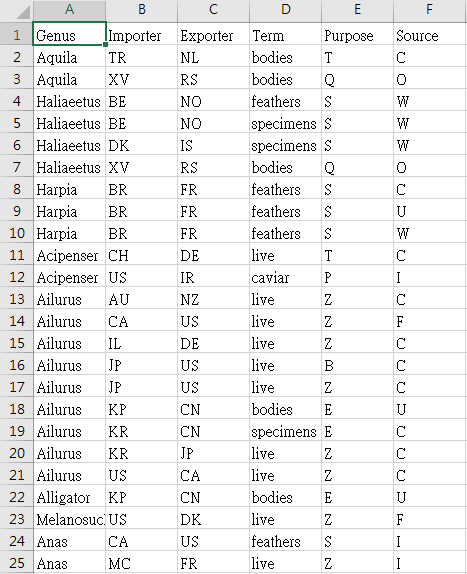 A B C D E F
1 Genus Importer Exporter Term Purpose Source
2 Aquila TR NL bodies T C
3 Aquila XV RS bodies Q O
4 Haliaeetus BE NO feathers S W
5 Haliaeetus BE NO specimens S W
6 Haliaeetus DK IS specimens S W
7 Haliaeetus XV RS bodies Q O
8 Harpia BR FR feathers S C
9 Harpia BR FR feathers S U
10 Harpia BR FR feathers S W
11 Acipenser CH DE live T C
12 Acipenser US IR caviar P I
13 Ailurus AU NZ live Z C
14 Ailurus CA US live Z F
15 Ailurus IL DE live Z C
16 Ailurus JP US live B C
17 Ailurus JP US live Z C
18 Ailurus KP CN bodies E U
19 Ailurus KR CN specimens E C
20 Ailurus KR JP live Z C
21 Ailurus US CA live Z C
22 Alligator KP CN bodies E U
23 Melanosuc US DK live Z F
24 Anas CA US feathers S I
25 Anas MC FR live Z I